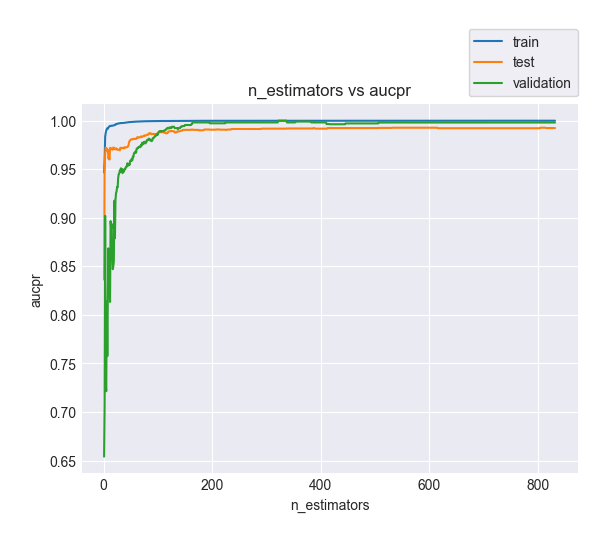 train
test
validation
n_estimators vs aucpr
1.00
0.95
0.90
0.85
0.80
0.75
0.70
0.65
aucpr
0 200 400 600 800
n_estimators